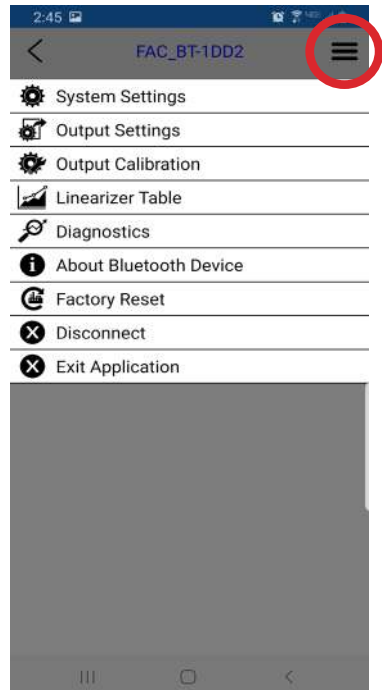 2:45
FAC_BT-1DD2
System Settings
Output Settings
Output Calibration
Linearizer Table
Diagnostics
About Bluetooth Device
Factory Reset
Disconnect
Exit Application